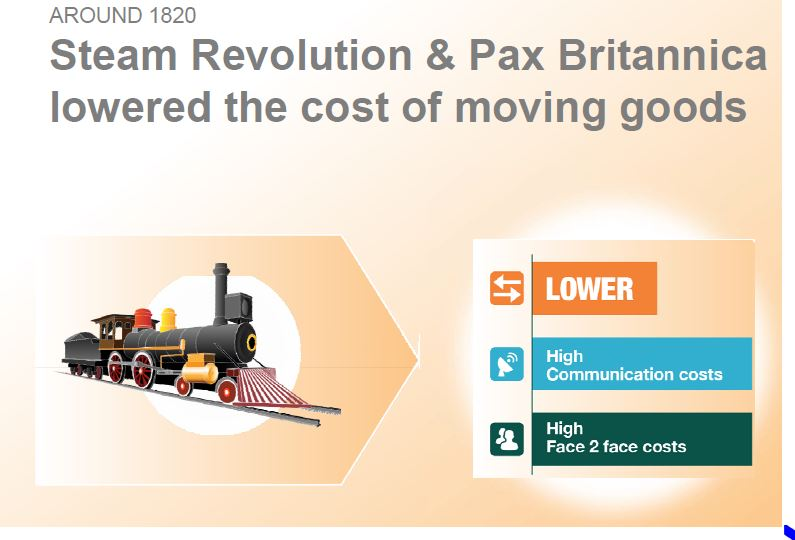 AROUND 1820
Steam Revolution & Pax Britannica
lowered the cost of moving goods
LOWER
High
Communication costs
High
Face 2 face costs